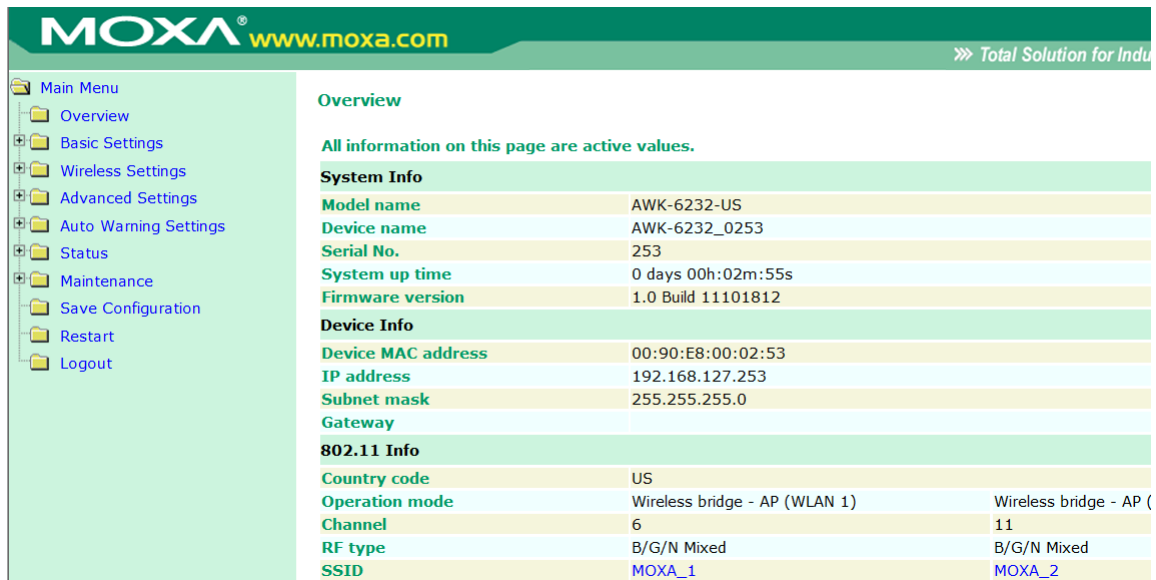 MOXA® www.moxa.com
Total Solution for Indu
Main Menu
Overview
Basic Settings
Wireless Settings
Advanced Settings
Auto Warning Settings
Status
Maintenance
Save Configuration
Restart
Logout
Overview
All information on this page are active values.
System Info
Model name AWK-6232-US
Device name AWK-6232_0253
Serial No. 253
System up time 0 days 00h:02m:55s
Firmware version 1.0 Build 11101812
Device Info
Device MAC address 00:90:E8:00:02:53
IP address 192.168.127.253
Subnet mask 255.255.255.0
Gateway
802.11 Info
Country code US
Operation mode Wireless bridge - AP (WLAN 1) Wireless bridge - AP (
Channel 6 11
RF type B/G/N Mixed B/G/N Mixed
SSID MOXA_1 MOXA_2